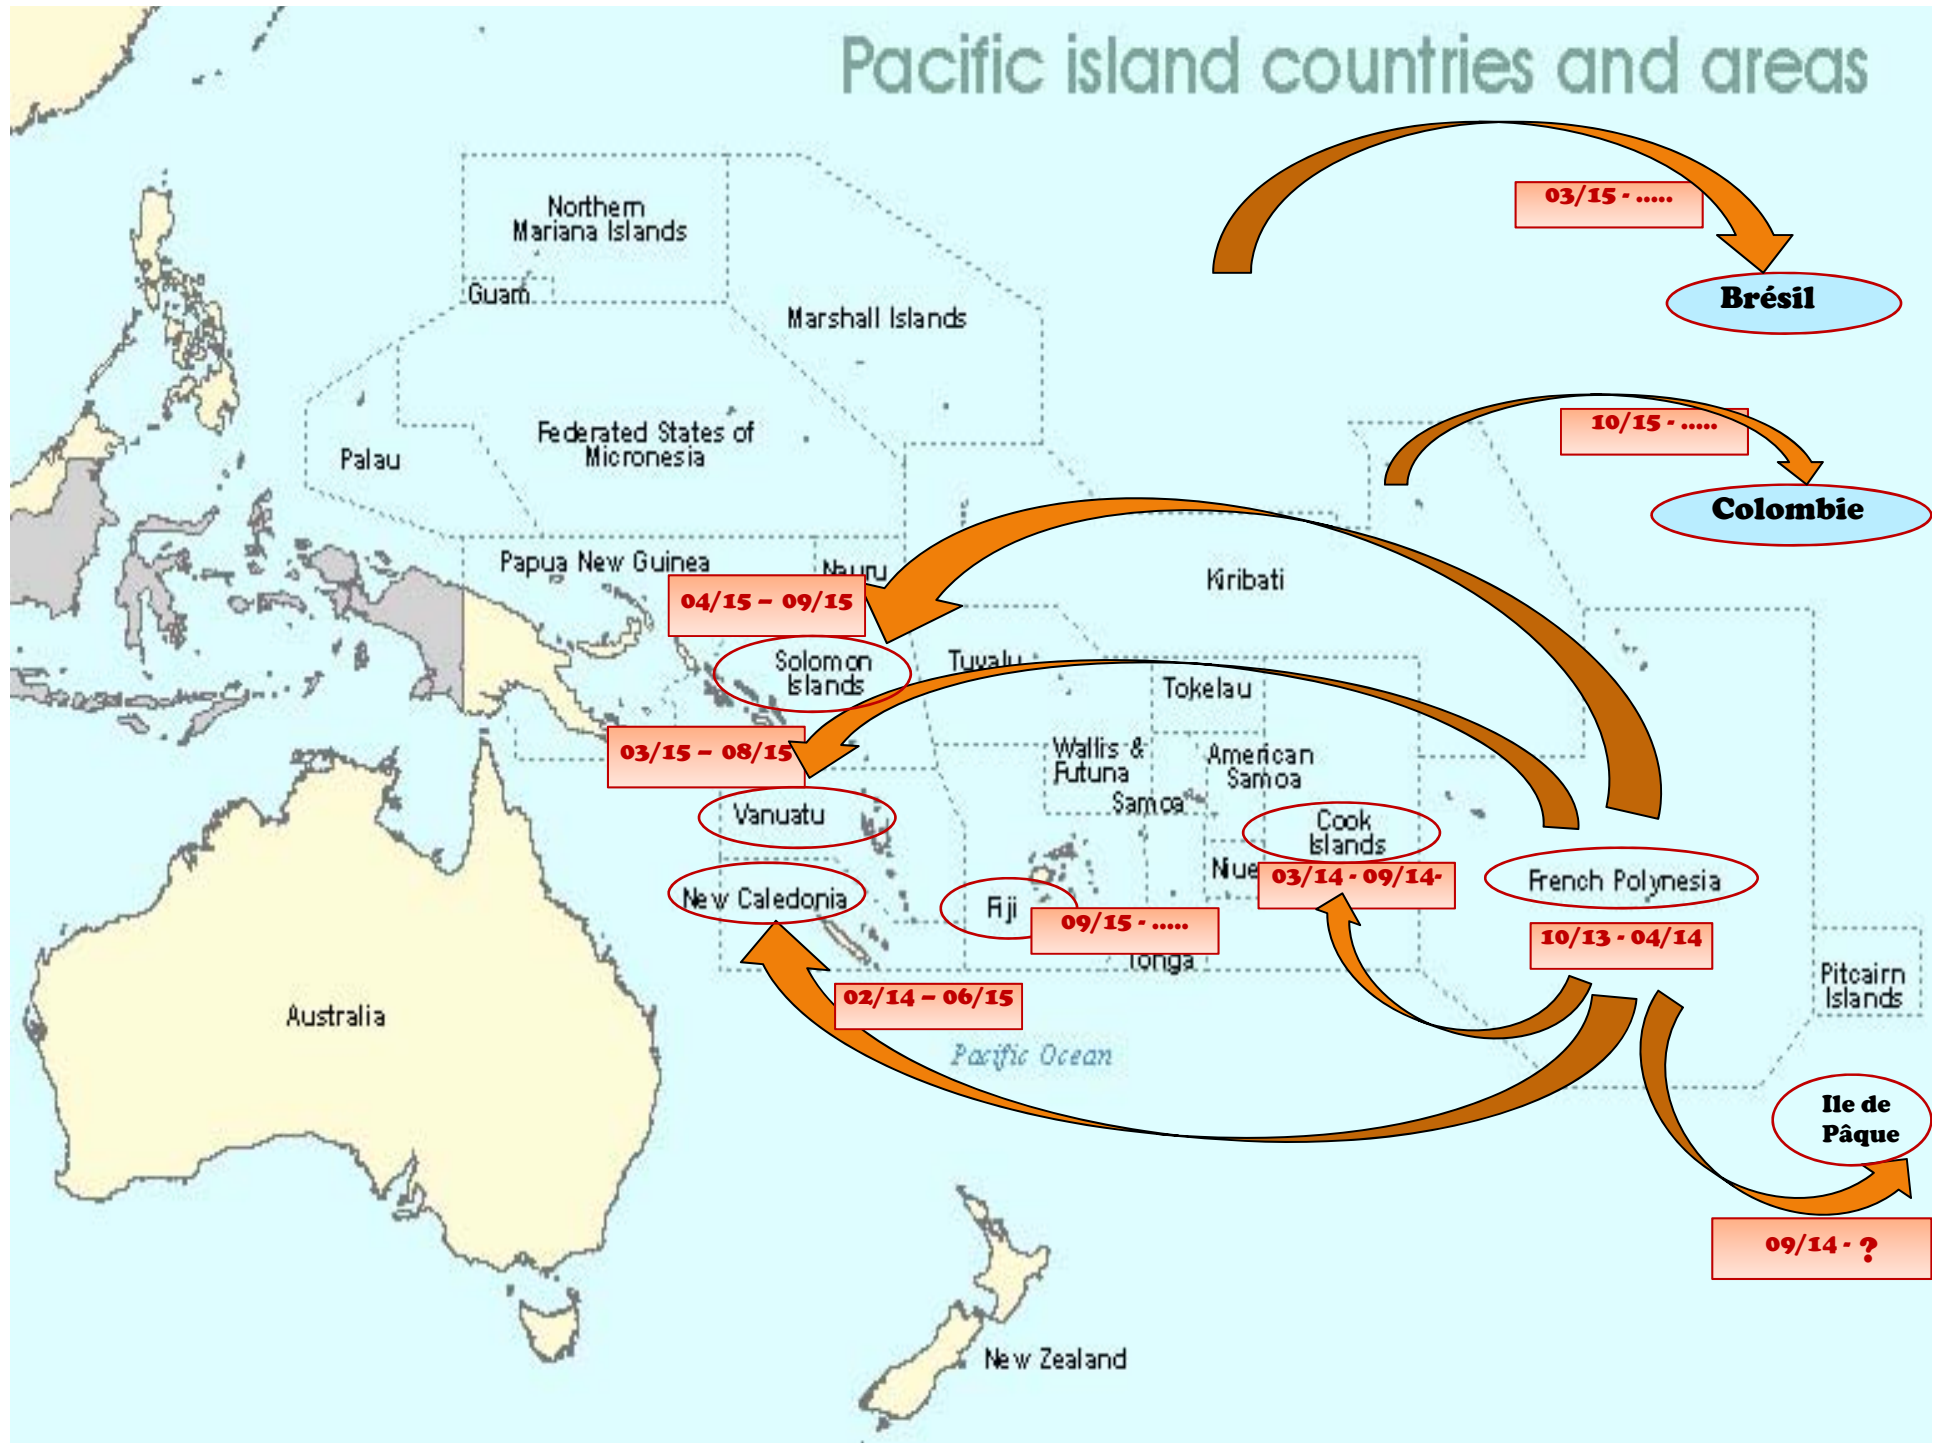 Pacific island countries and areas
03/15 - .....
Northern
Mariana Islands
Guam
Brésil
Marshall Islands
10/15 - .....
Federated States of
Micronesia
Palau
Colombie
Papua New Guinea
Nauru
Kiribati
04/15 – 09/15
Solomon
Islands
Tuvalu
Tokelau
03/15 – 08/15
Wallis &
Futuna
American
Samoa
Samoa
Vanuatu
Cook
Islands
Niue
03/14 - 09/14-
French Polynesia
New Caledonia
Fiji
09/15 - .....
10/13 - 04/14
Tonga
Pitcairn
Islands
02/14 – 06/15
Australia
Pacific Ocean
Ile de
Pâque
09/14 - ?
New Zealand